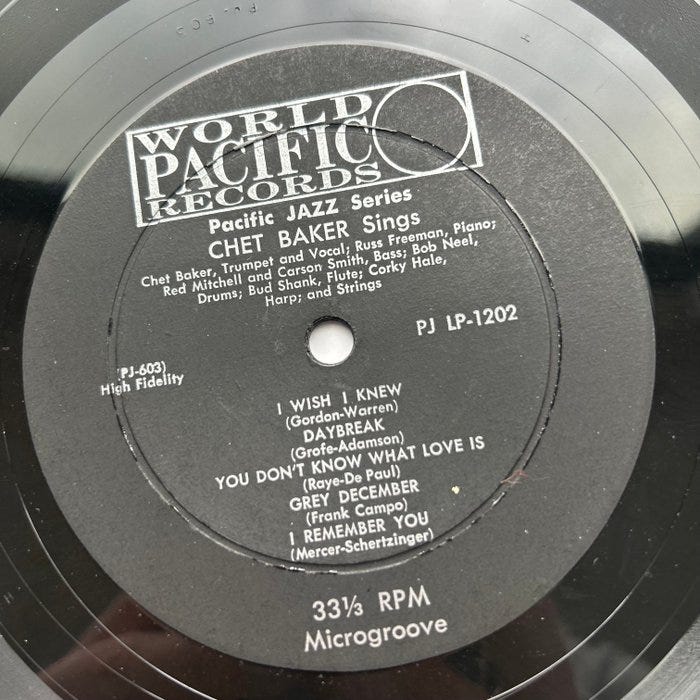 WORLD
PACIFIC
RECORDS
Pacific JAZZ Series
CHET BAKER Sings
Chet Baker, Trumpet and Vocal; Russ Freeman, Piano;
Red Mitchell and Carson Smith, Bass; Bob Neel,
Drums; Bud Shank, Flute; Corky Hale,
Harp; and Strings
PJ LP-1202
(PJ-603)
High Fidelity
I WISH I KNEW
(Gordon-Warren)
DAYBREAK
(Grofe-Adamson)
YOU DON'T KNOW WHAT LOVE IS
(Raye-De Paul)
GREY DECEMBER
(Frank Campo)
I REMEMBER YOU
(Mercer-Schertzinger)
33⅓ RPM
Microgroove